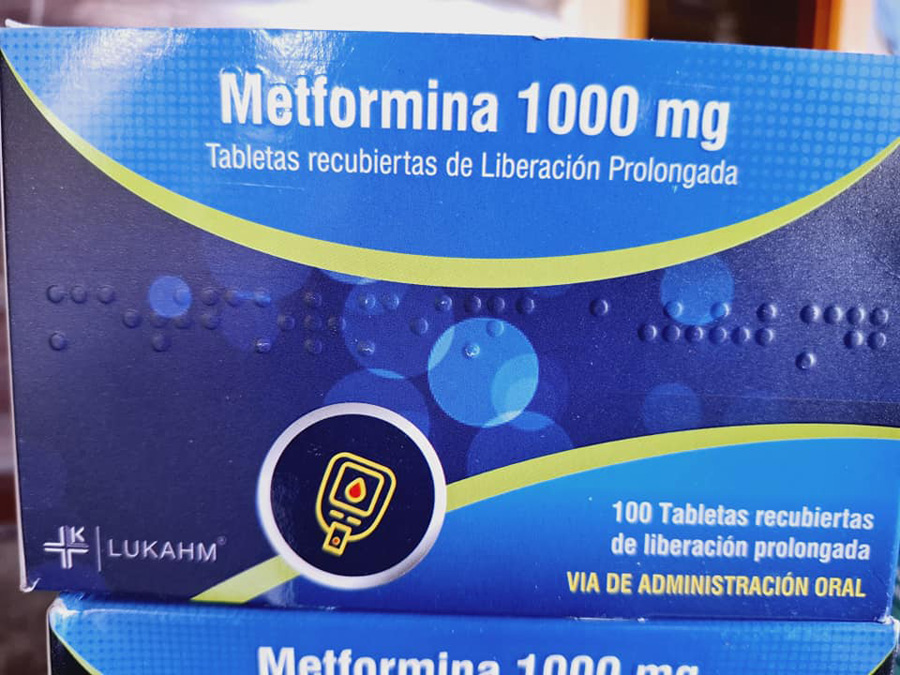 Metformina 1000 mg
Tabletas recubiertas de Liberación Prolongada
K LUKAHM®
100 Tabletas recubiertas
de liberación prolongada
VIA DE ADMINISTRACIÓN ORAL
Metformina 1000 mg